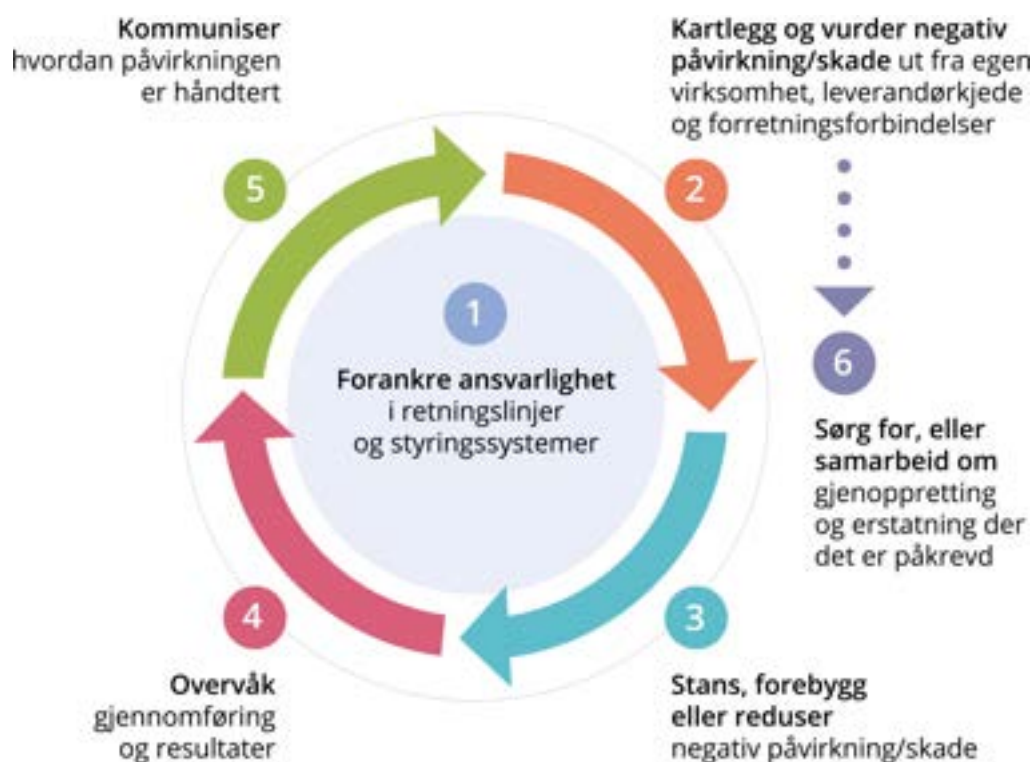 1
Forankre ansvarlighet
i retningslinjer
og styringssystemer
2
Kartlegg og vurder negativ
påvirkning/skade ut fra egen
virksomhet, leverandørkjede
og forretningsforbindelser
3
Stans, forebygg
eller reduser
negativ påvirkning/skade
4
Overvåk
gjennomføring
og resultater
5
Kommuniser
hvordan påvirkningen
er håndtert
6
Sørg for, eller
samarbeid om
gjenoppretting
og erstatning der
det er påkrevd